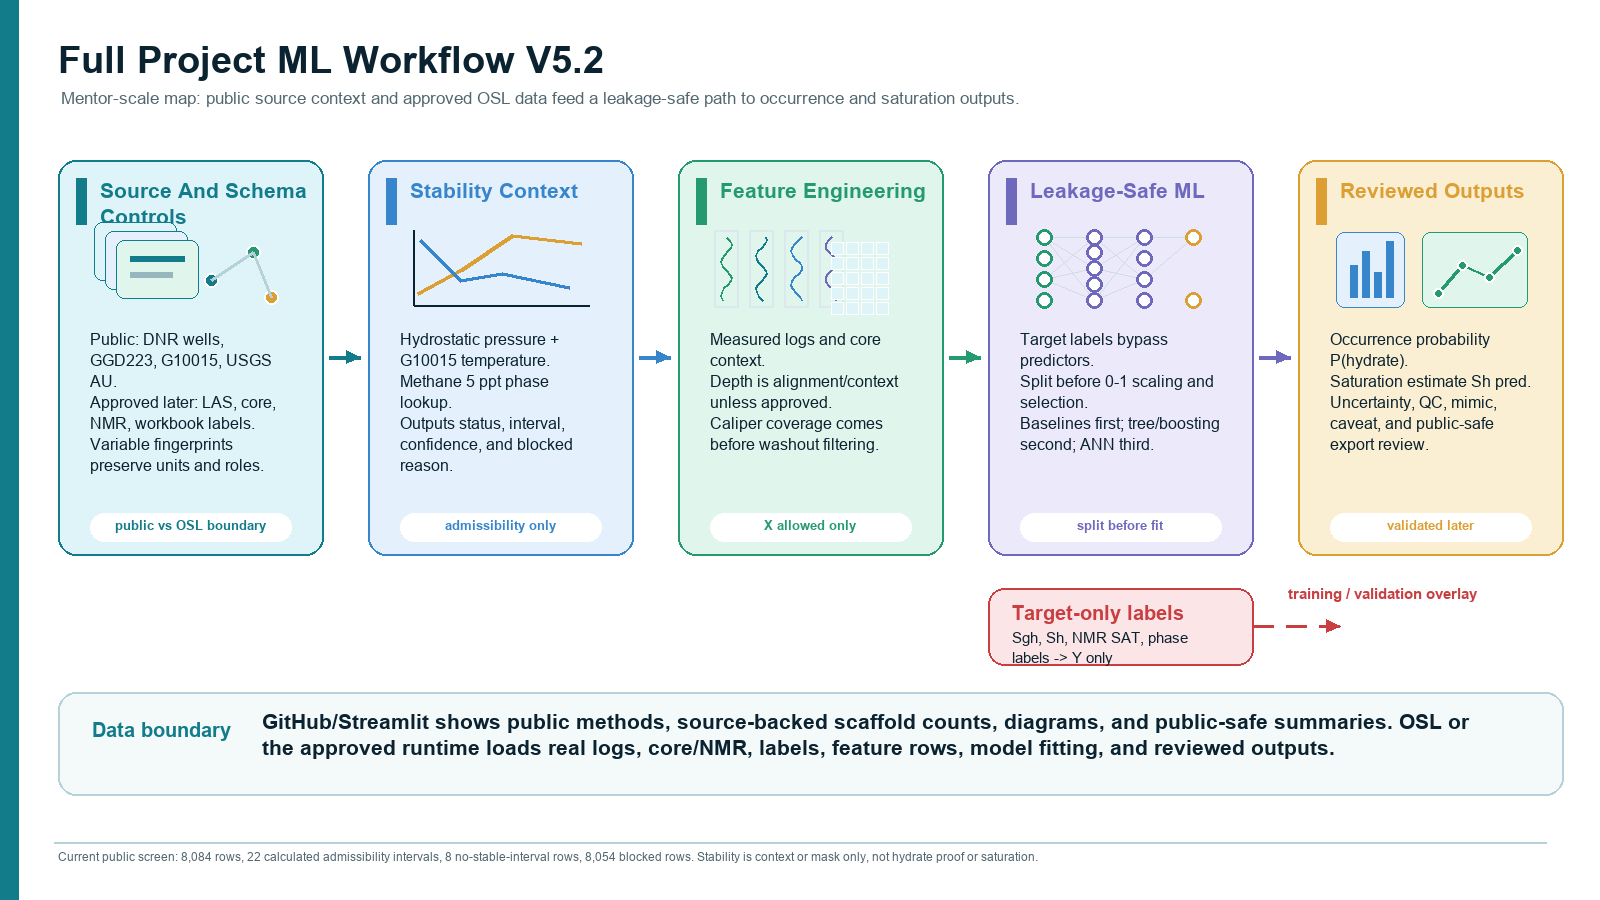 Full Project ML Workflow V5.2
Mentor-scale map: public source context and approved OSL data feed a leakage-safe path to occurrence and saturation outputs.
Source And Schema
Controls
Public: DNR wells,
GGD223, G10015, USGS
AU.
Approved later: LAS, core,
NMR, workbook labels.
Variable fingerprints
preserve units and roles.
public vs OSL boundary
Stability Context
Hydrostatic pressure +
G10015 temperature.
Methane 5 ppt phase
lookup.
Outputs status, interval,
confidence, and blocked
reason.
admissibility only
Feature Engineering
Measured logs and core
context.
Depth is alignment/context
unless approved.
Caliper coverage comes
before washout filtering.
X allowed only
Leakage-Safe ML
Target labels bypass
predictors.
Split before 0-1 scaling and
selection.
Baselines first; tree/boosting
second; ANN third.
split before fit
Reviewed Outputs
Occurrence probability
P(hydrate).
Saturation estimate Sh pred.
Uncertainty, QC, mimic,
caveat, and public-safe
export review.
validated later
Target-only labels
Sgh, Sh, NMR SAT, phase
labels -> Y only
training / validation overlay
Data boundary
GitHub/Streamlit shows public methods, source-backed scaffold counts, diagrams, and public-safe summaries. OSL or
the approved runtime loads real logs, core/NMR, labels, feature rows, model fitting, and reviewed outputs.
Current public screen: 8,084 rows, 22 calculated admissibility intervals, 8 no-stable-interval rows, 8,054 blocked rows. Stability is context or mask only, not hydrate proof or saturation.